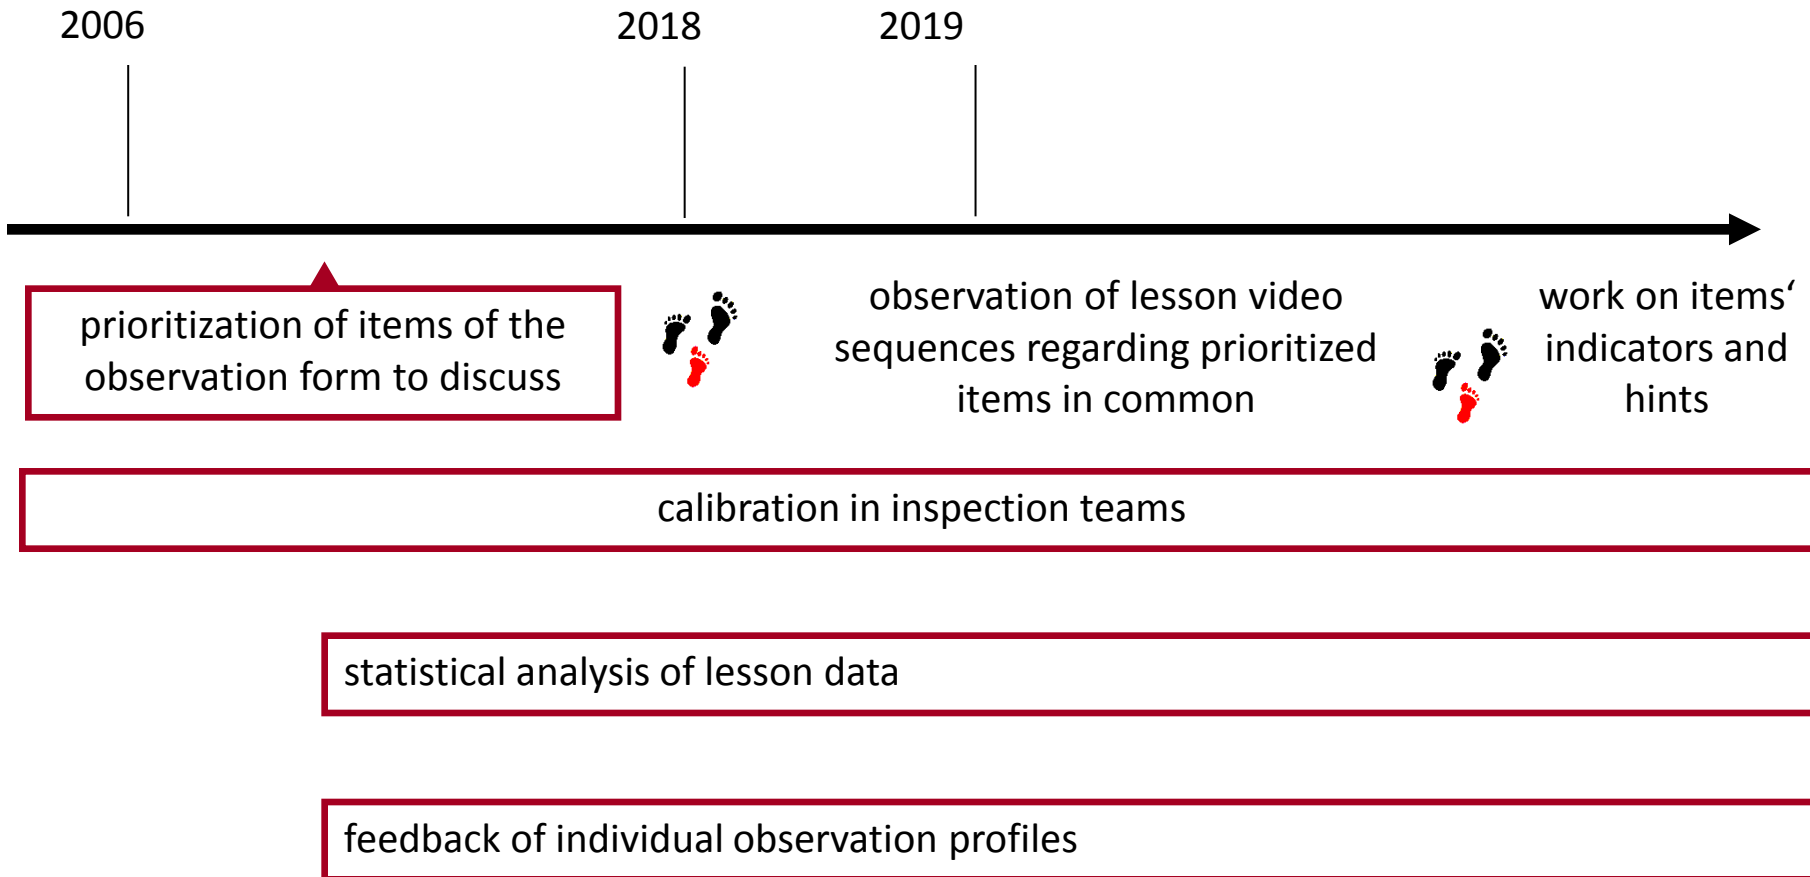 2006
2018
2019
prioritization of items of the
observation form to discuss
observation of lesson video
sequences regarding prioritized
items in common
work on items‘
indicators and
hints
calibration in inspection teams
statistical analysis of lesson data
feedback of individual observation profiles